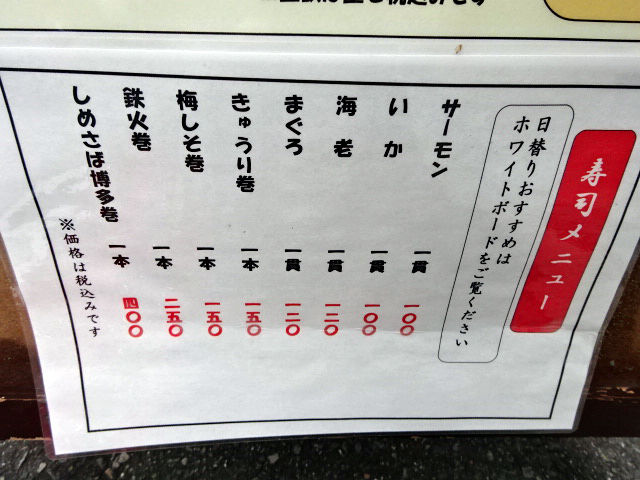 寿司メニュー
日替りおすすめは
ホワイトボードをご覧ください
サーモン 一貫 一〇〇
いか 一貫 一〇〇
海老 一貫 一二〇
まぐろ 一貫 一二〇
きゅうり巻 一本 一五〇
梅しそ巻 一本 一五〇
鉄火巻 一本 二五〇
しめさば博多巻 一本 四〇〇
※価格は税込みです